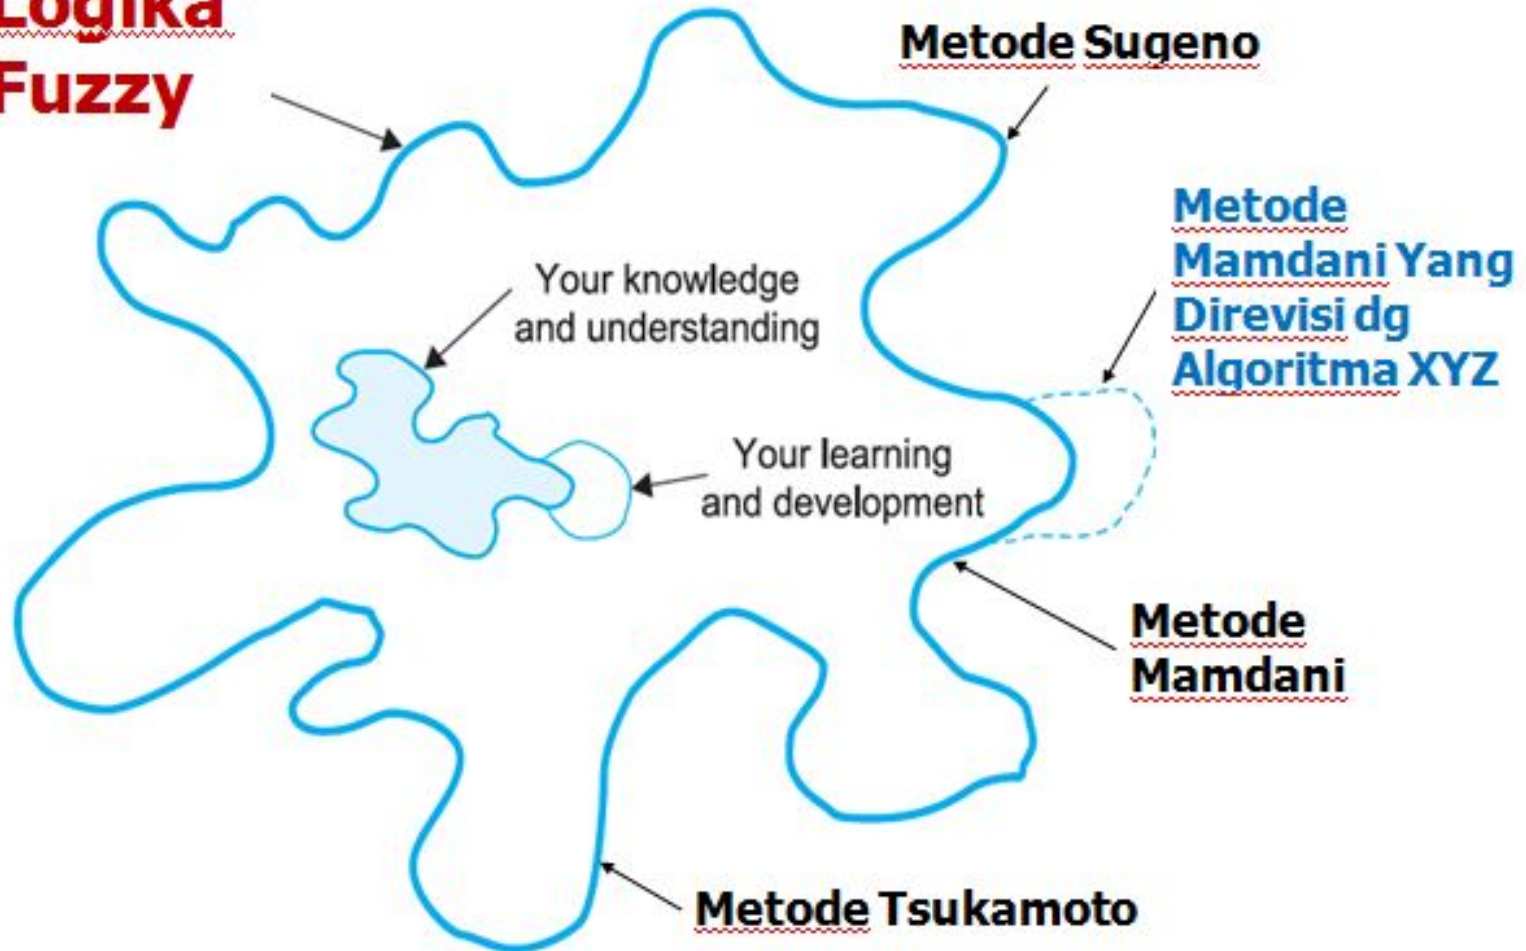 Logika
Fuzzy
Metode Sugeno
Metode
Mamdani Yang
Direvisi dg
Algoritma XYZ
Your knowledge
and understanding
Your learning
and development
Metode
Mamdani
Metode Tsukamoto